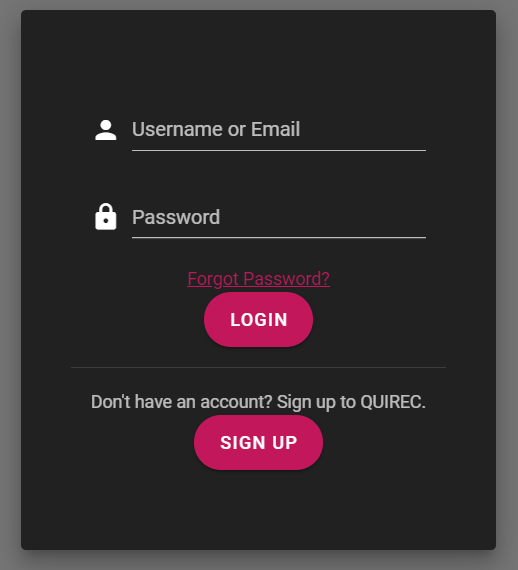 Username or Email
Password
Forgot Password?
LOGIN
Don't have an account? Sign up to QUIREC.
SIGN UP